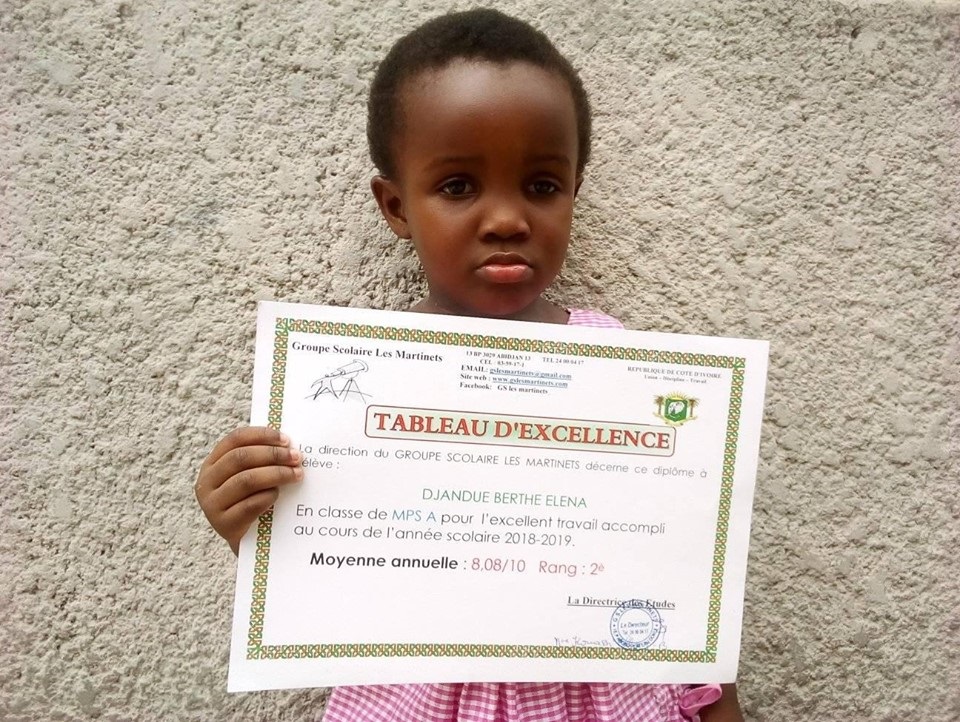 Groupe Scolaire Les Martinets
13 BP 3029 ABIDJAN 13 TEL 24 00 04 17
CEL : 03-59-17-1
EMAIL: gslesmartinets@gmail.com
Site web : www.gslesmartinets.com
Facebook: GS les martinets
REPUBLIQUE DE COTE D'IVOIRE
Union – Discipline – Travail
TABLEAU D'EXCELLENCE
La direction du GROUPE SCOLAIRE LES MARTINETS décerne ce diplôme à
élève :
DJANDUE BERTHE ELENA
En classe de MPS A pour l'excellent travail accompli
au cours de l'année scolaire 2018-2019.
Moyenne annuelle : 8,08/10 Rang : 2è
La Directrice des Etudes
Le Directeur